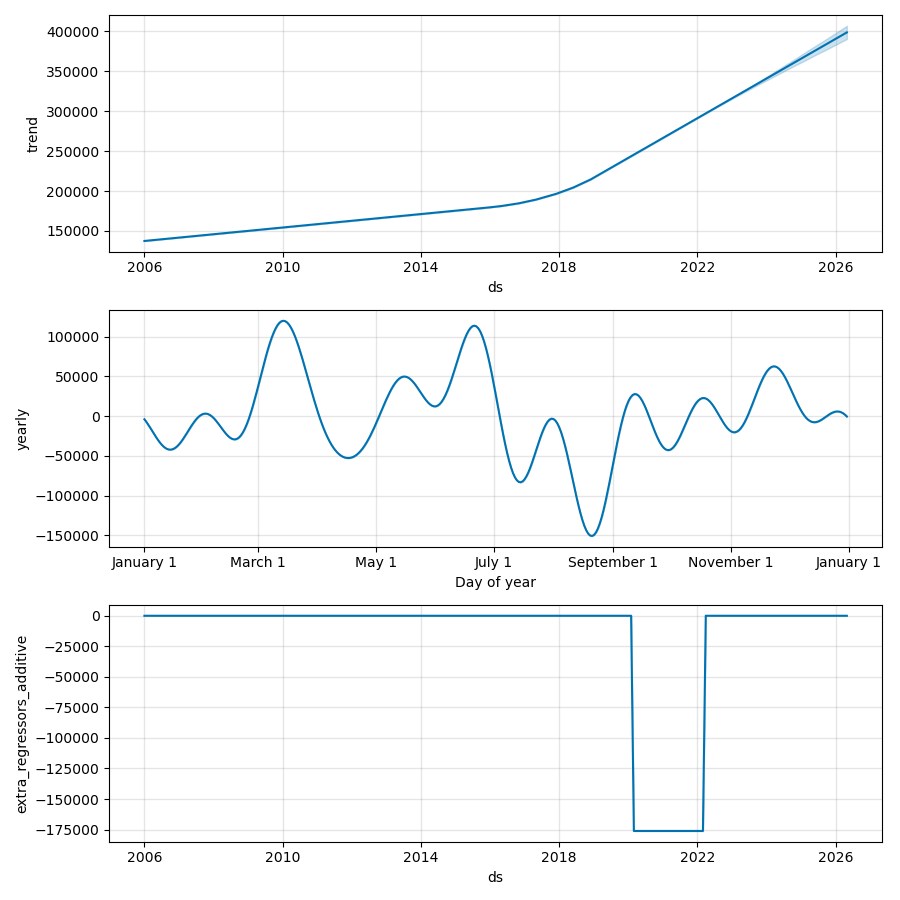 400000
350000
300000
250000
200000
150000
trend
2006 2010 2014 2018 2022 2026
ds
100000
50000
0
−50000
−100000
−150000
yearly
January 1 March 1 May 1 July 1 September 1 November 1 January 1
Day of year
0
−25000
−50000
−75000
−100000
−125000
−150000
−175000
extra_regressors_additive
2006 2010 2014 2018 2022 2026
ds